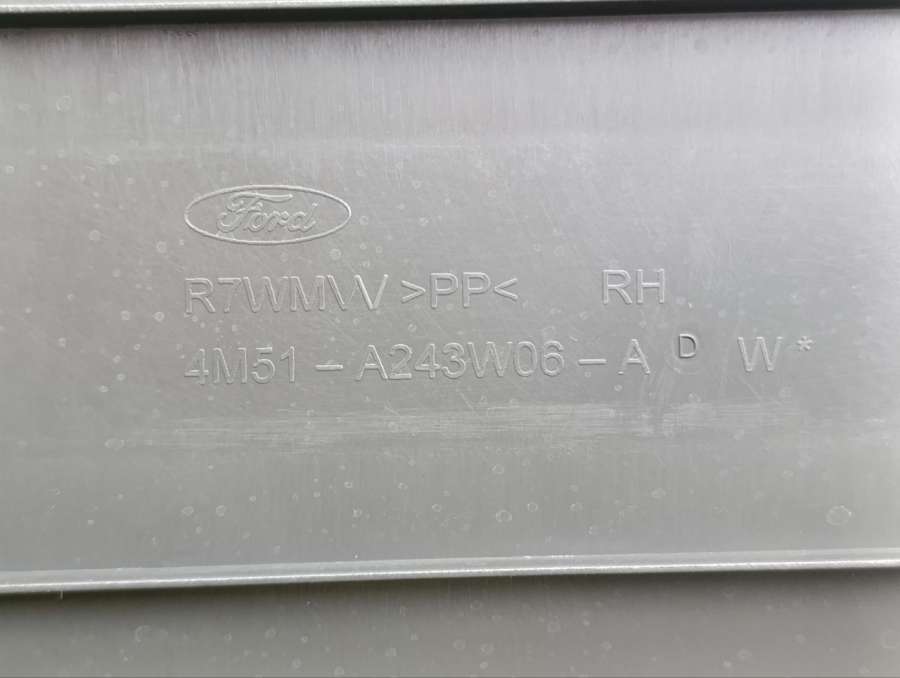 Ford
R7WMW >PP< RH
4M51-A243W06-A D W*